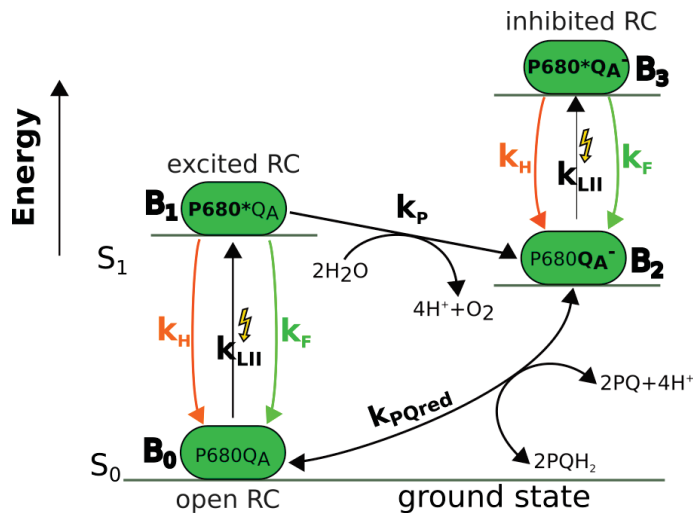 inhibited RC
P680*QA⁻ B₃
Energy
kH
kLII
kF
excited RC
B₁ P680*QA
kP
P680QA⁻ B₂
S₁
2H2O
4H⁺+O₂
kH
kLII
kF
kPQred
2PQ+4H⁺
B₀ P680QA
S₀
2PQH₂
open RC
ground state